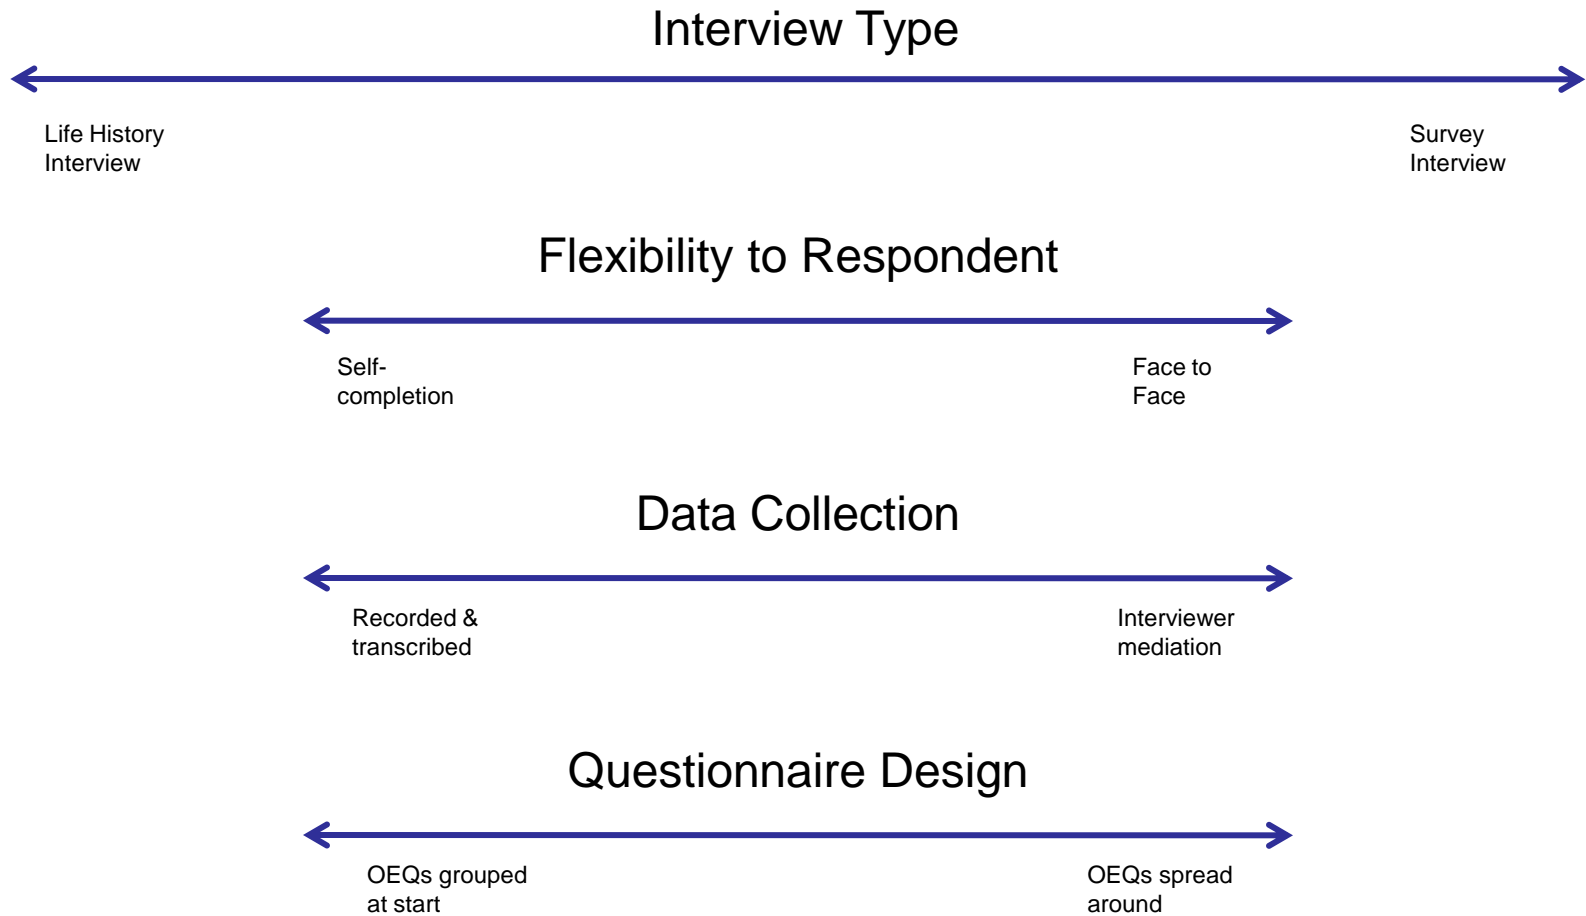 Interview Type
Life History
Interview
Survey
Interview
Flexibility to Respondent
Self-
completion
Face to
Face
Data Collection
Recorded &
transcribed
Interviewer
mediation
Questionnaire Design
OEQs grouped
at start
OEQs spread
around